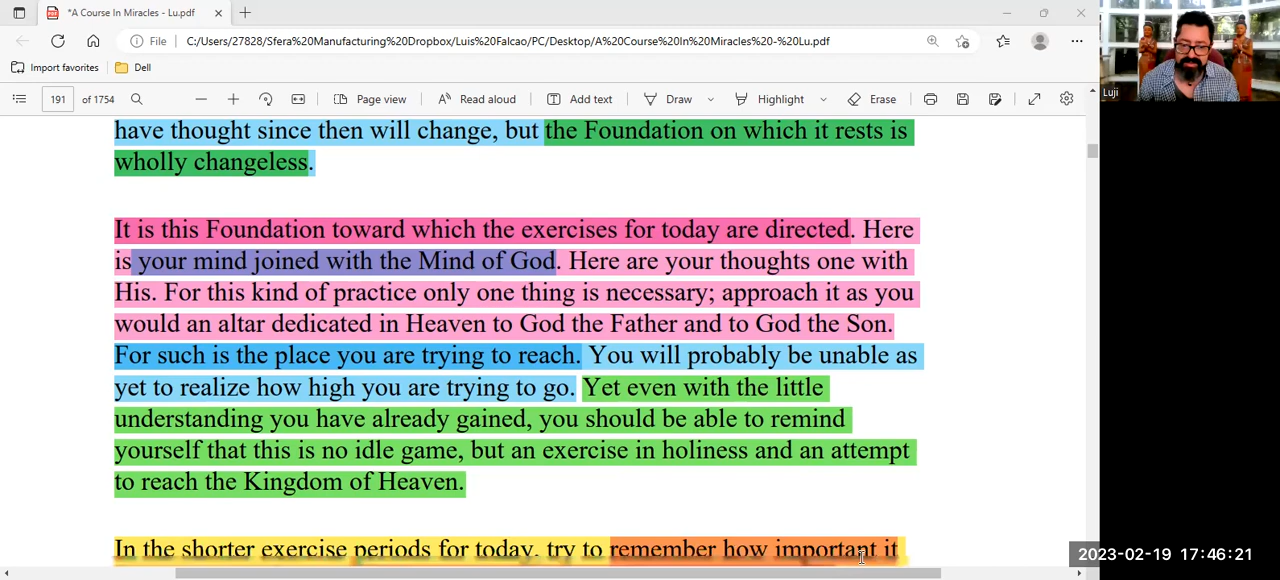 *A Course In Miracles - Lu.pdf
File C:/Users/27828/Sfera%20Manufacturing%20Dropbox/Luis%20Falcao/PC/Desktop/A%20Course%20In%20Miracles%20-%20Lu.pdf
Import favorites Dell
191 of 1754 Page view Read aloud Add text Draw Highlight Erase
Luji
have thought since then will change, but the Foundation on which it rests is
wholly changeless.
It is this Foundation toward which the exercises for today are directed. Here
is your mind joined with the Mind of God. Here are your thoughts one with
His. For this kind of practice only one thing is necessary; approach it as you
would an altar dedicated in Heaven to God the Father and to God the Son.
For such is the place you are trying to reach. You will probably be unable as
yet to realize how high you are trying to go. Yet even with the little
understanding you have already gained, you should be able to remind
yourself that this is no idle game, but an exercise in holiness and an attempt
to reach the Kingdom of Heaven.
In the shorter exercise periods for today, try to remember how important it
2023-02-19 17:46:21